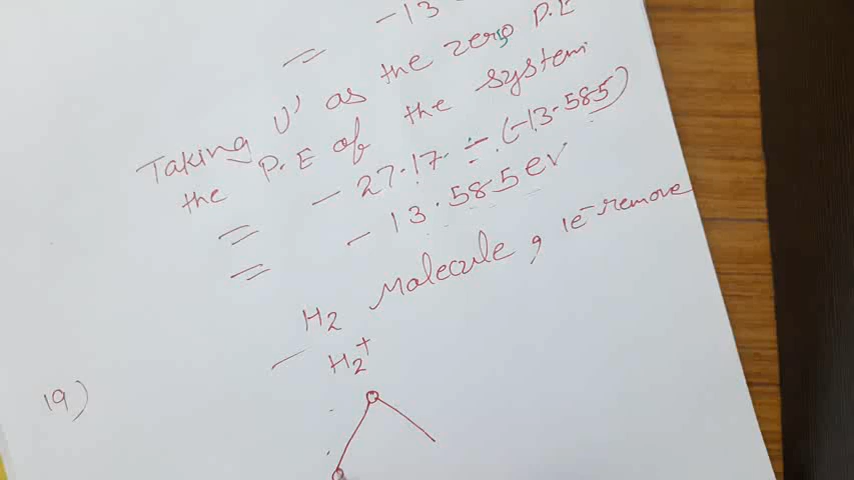 = -13
Taking U' as the zero P.E
the P.E of the system
= -27.17 - (-13.585)
= -13.585 eV
19) - H2 Molecule, 1e- remove
H2+